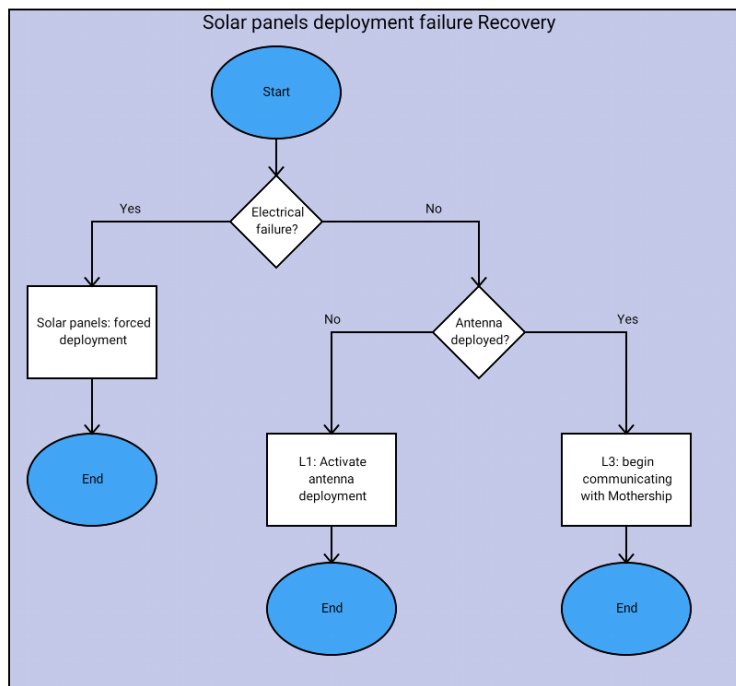 Solar panels deployment failure Recovery
Start
Electrical
failure?
Yes
No
Solar panels: forced
deployment
Antenna
deployed?
No
Yes
End
L1: Activate
antenna
deployment
L3: begin
communicating
with Mothership
End
End